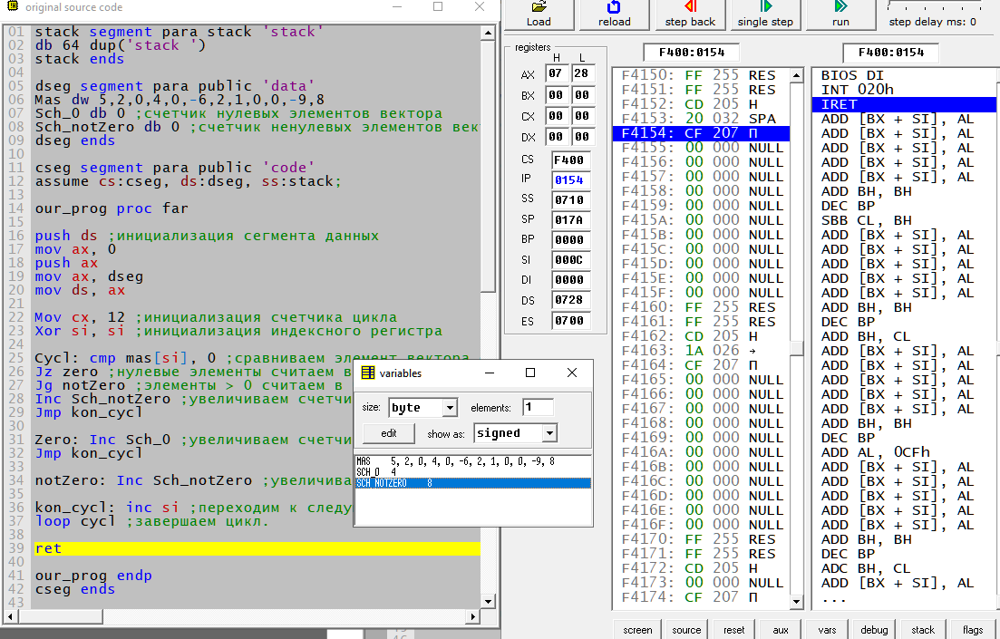 original source code
01 stack segment para stack 'stack'
02 db 64 dup('stack ')
03 stack ends
04
05 dseg segment para public 'data'
06 Mas dw 5,2,0,4,0,-6,2,1,0,0,-9,8
07 Sch_0 db 0 ;счетчик нулевых элементов вектора
08 Sch_notZero db 0 ;счетчик ненулевых элементов век
09 dseg ends
10
11 cseg segment para public 'code'
12 assume cs:cseg, ds:dseg, ss:stack;
13
14 our_prog proc far
15
16 push ds ;инициализация сегмента данных
17 mov ax, 0
18 push ax
19 mov ax, dseg
20 mov ds, ax
21
22 Mov cx, 12 ;инициализация счетчика цикла
23 Xor si, si ;инициализация индексного регистра
24
25 Cycl: cmp mas[si], 0 ;сравниваем элемент вектора
26 Jz zero ;нулевые элементы считаем в
27 Jg notZero ;элементы > 0 считаем в
28 Inc Sch_notZero ;увеличиваем счетчи
29 Jmp kon_cycl
30
31 Zero: Inc Sch_0 ;увеличиваем счетчи
32 Jmp kon_cycl
33
34 notZero: Inc Sch_notZero ;увеличива
35
36 kon_cycl: inc si ;переходим к следу
37 loop cycl ;завершаем цикл.
38
39 ret
40
41 our_prog endp
42 cseg ends
43
variables
size: byte elements: 1
edit show as: signed
MAS 5, 2, 0, 4, 0, -6, 2, 1, 0, 0, -9, 8
SCH_0 4
SCH_NOTZERO 8
Load reload step back single step run step delay ms: 0
registers
H L
AX 07 28
BX 00 00
CX 00 00
DX 00 00
CS F400
IP 0154
SS 0710
SP 017A
BP 0000
SI 000C
DI 0000
DS 0728
ES 0700
F400:0154 F400:0154
F4150: FF 255 RES
F4151: FF 255 RES
F4152: CD 205 Н
F4153: 20 032 SPA
F4154: CF 207 П
F4155: 00 000 NULL
F4156: 00 000 NULL
F4157: 00 000 NULL
F4158: 00 000 NULL
F4159: 00 000 NULL
F415A: 00 000 NULL
F415B: 00 000 NULL
F415C: 00 000 NULL
F415D: 00 000 NULL
F415E: 00 000 NULL
F415F: 00 000 NULL
F4160: FF 255 RES
F4161: FF 255 RES
F4162: CD 205 Н
F4163: 1A 026 →
F4164: CF 207 П
F4165: 00 000 NULL
F4166: 00 000 NULL
F4167: 00 000 NULL
F4168: 00 000 NULL
F4169: 00 000 NULL
F416A: 00 000 NULL
F416B: 00 000 NULL
F416C: 00 000 NULL
F416D: 00 000 NULL
F416E: 00 000 NULL
F416F: 00 000 NULL
F4170: FF 255 RES
F4171: FF 255 RES
F4172: CD 205 Н
F4173: 00 000 NULL
F4174: CF 207 П
BIOS DI
INT 020h
IRET
ADD [BX + SI], AL
ADD [BX + SI], AL
ADD [BX + SI], AL
ADD [BX + SI], AL
ADD [BX + SI], AL
ADD BH, BH
DEC BP
SBB CL, BH
ADD [BX + SI], AL
ADD [BX + SI], AL
ADD [BX + SI], AL
ADD [BX + SI], AL
ADD [BX + SI], AL
ADD BH, BH
DEC BP
ADD BH, CL
ADD [BX + SI], AL
ADD [BX + SI], AL
ADD [BX + SI], AL
ADD [BX + SI], AL
ADD [BX + SI], AL
ADD BH, BH
DEC BP
ADD AL, 0CFh
ADD [BX + SI], AL
ADD [BX + SI], AL
ADD [BX + SI], AL
ADD [BX + SI], AL
ADD [BX + SI], AL
ADD BH, BH
DEC BP
ADC BH, CL
ADD [BX + SI], AL
...
screen source reset aux vars debug stack flags